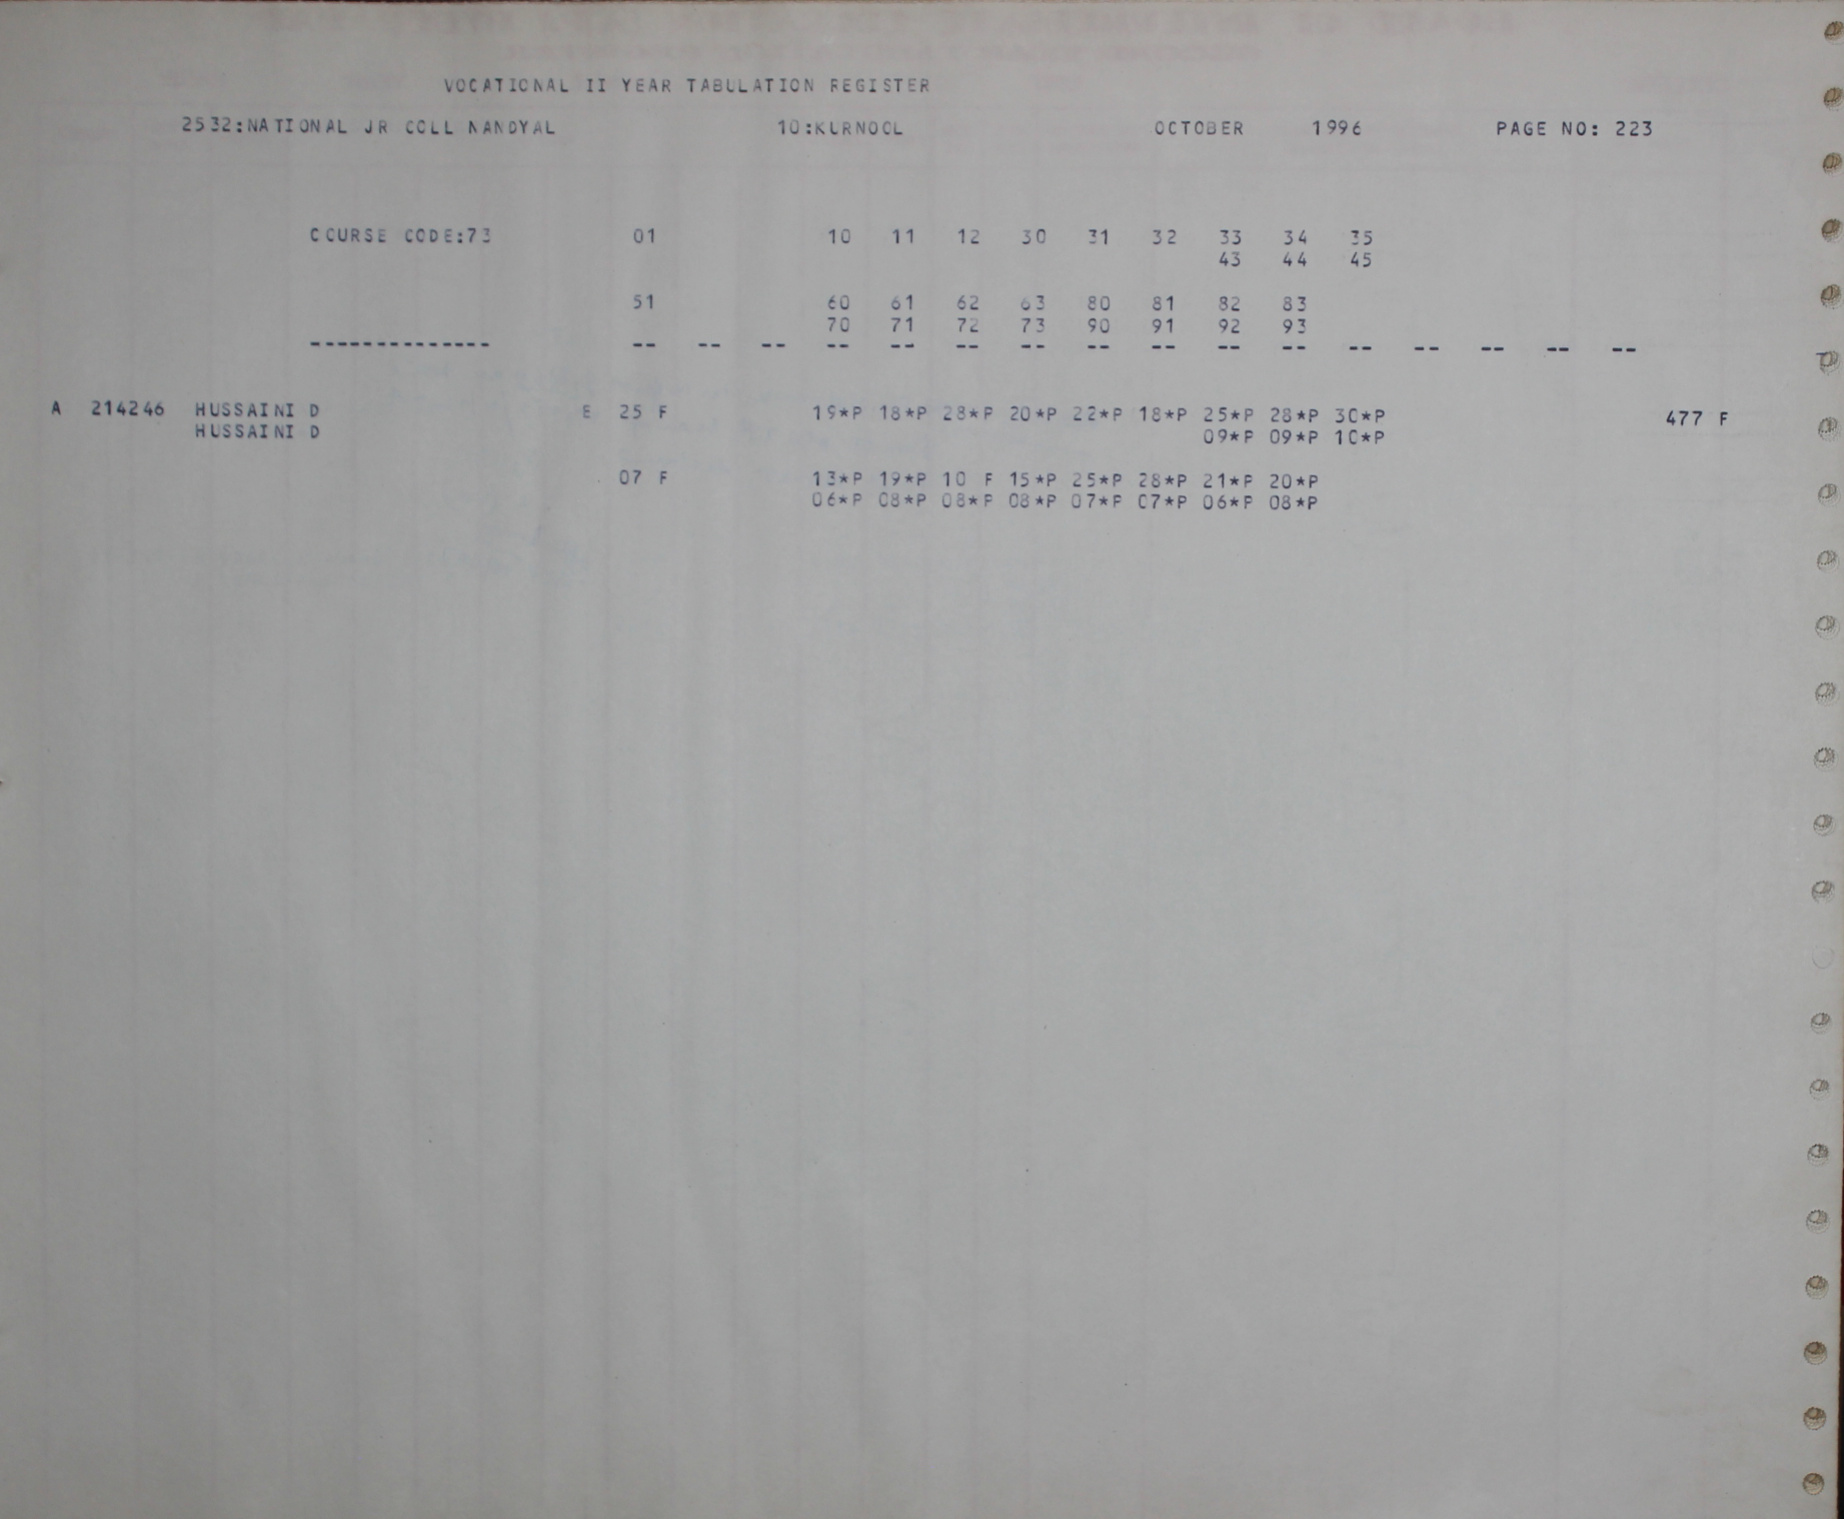 VOCATIONAL II YEAR TABULATION REGISTER
2532:NATIONAL JR COLL NANDYAL 10:KURNOOL OCTOBER 1996 PAGE NO: 223
COURSE CODE:73 01 10 11 12 30 31 32 33 34 35
43 44 45
51 60 61 62 63 80 81 82 83
70 71 72 73 90 91 92 93
-------------- -- -- -- -- -- -- -- -- -- -- -- -- -- -- -- --
A 214246 HUSSAINI D E 25 F 19*P 18*P 28*P 20*P 22*P 18*P 25*P 28*P 30*P 477 F
HUSSAINI D 09*P 09*P 10*P
07 F 13*P 19*P 10 F 15*P 25*P 28*P 21*P 20*P
06*P 08*P 08*P 08*P 07*P 07*P 06*P 08*P